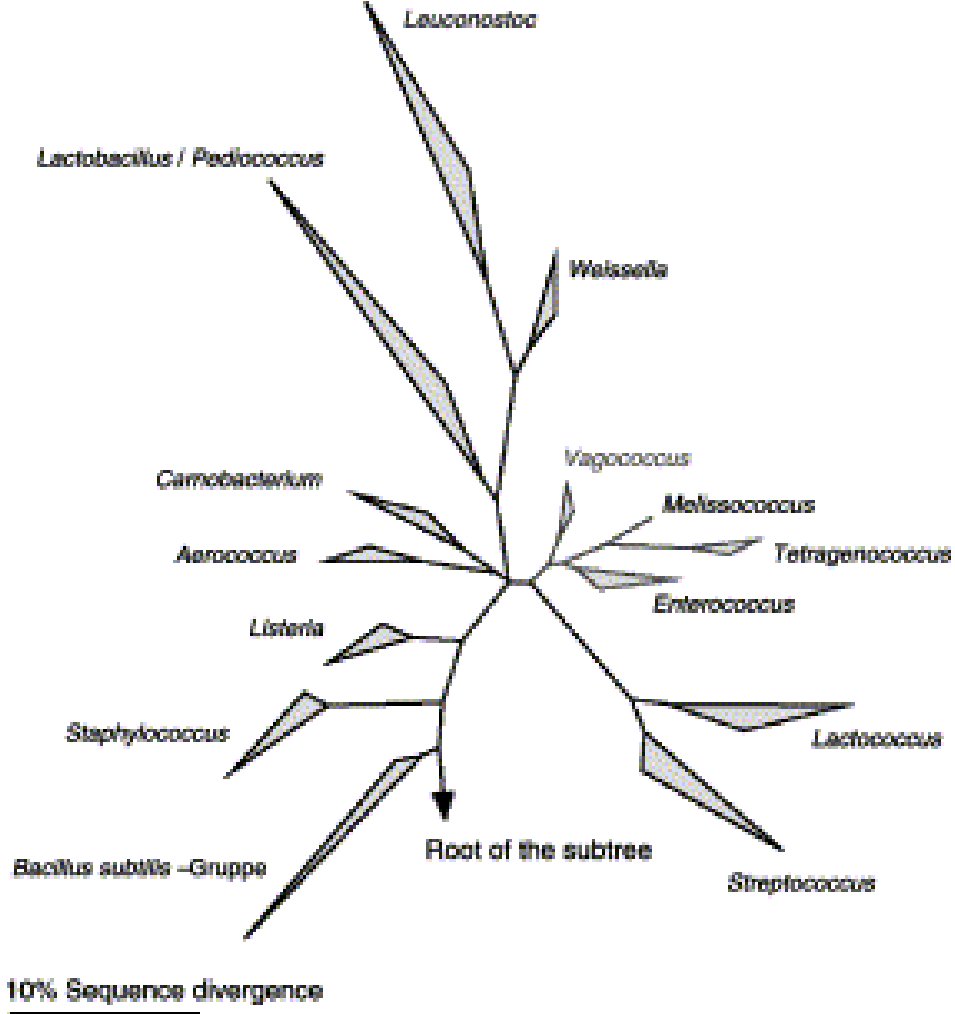 Leuconostoc
Lactobacillus / Pediococcus
Weissella
Vagococcus
Carnobacterium
Melissococcus
Aerococcus
Tetragenococcus
Enterococcus
Listeria
Staphylococcus
Lactococcus
Root of the subtree
Bacillus subtilis –Gruppe
Streptococcus
10% Sequence divergence